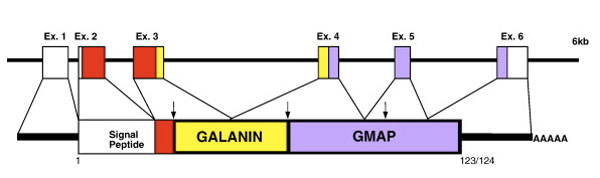 Ex. 1 Ex. 2 Ex. 3 Ex. 4 Ex. 5 Ex. 6
6kb
Signal
Peptide
GALANIN
GMAP
AAAAA
1
123/124